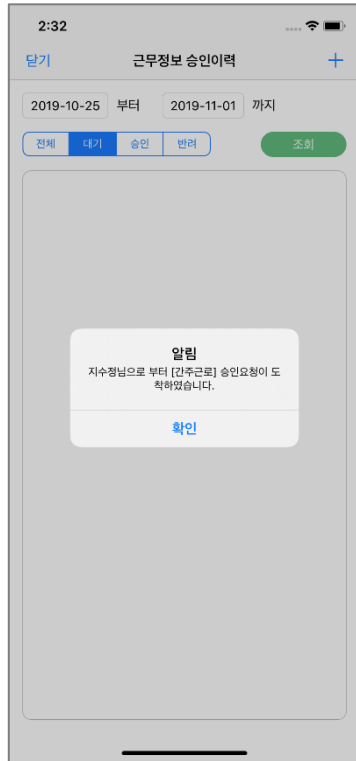 2:32
닫기 근무정보 승인이력 +
2019-10-25 부터 2019-11-01 까지
전체 대기 승인 반려 조회
알림
지수정님으로 부터 [간주근로] 승인요청이 도
착하였습니다.
확인